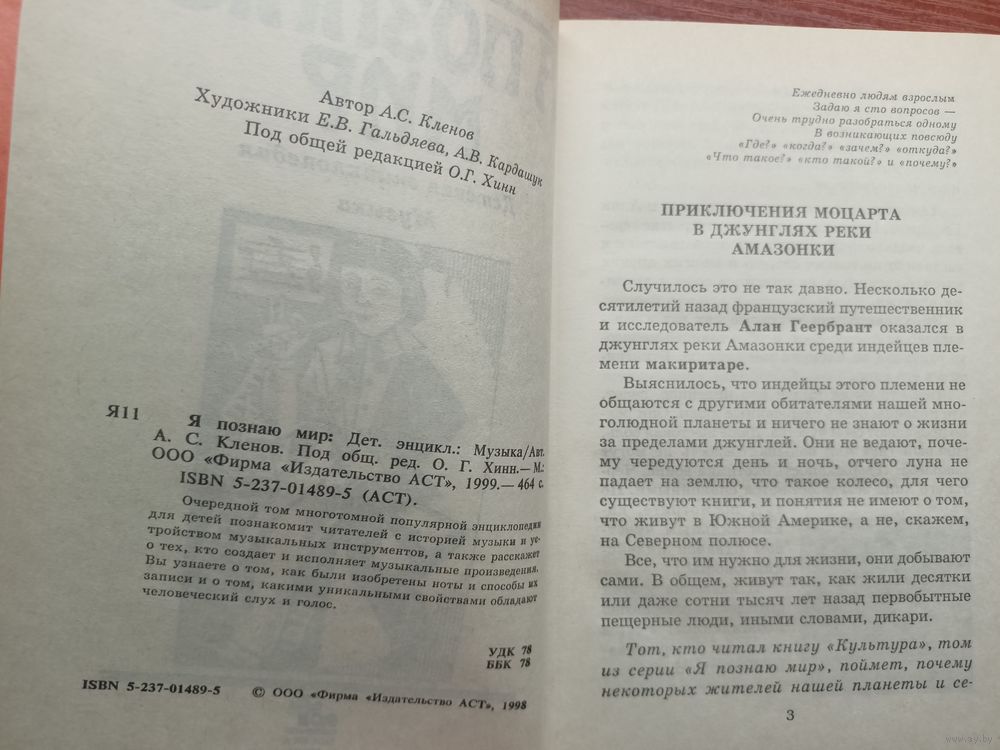 Автор А.С. Кленов
Художники Е.В. Гальдяева, А.В. Кардашук
Под общей редакцией О.Г. Хинн
Я11
Я познаю мир: Дет. энцикл.: Музыка/Авт.
А. С. Кленов. Под общ. ред. О. Г. Хинн.— М.:
ООО «Фирма «Издательство АСТ», 1999.— 464 с.
ISBN 5-237-01489-5 (АСТ).
Очередной том многотомной популярной энциклопедии
для детей познакомит читателей с историей музыки и ус-
тройством музыкальных инструментов, а также расскажет
о тех, кто создает и исполняет музыкальные произведения.
Вы узнаете о том, как были изобретены ноты и способы их
записи и о том, какими уникальными свойствами обладают
человеческий слух и голос.
УДК 78
ББК 78
ISBN 5-237-01489-5
© ООО «Фирма «Издательство АСТ», 1998
Ежедневно людям взрослым
Задаю я сто вопросов —
Очень трудно разобраться одному
В возникающих повсюду
«Где?» «когда?» «зачем?» «откуда?»
«Что такое?» «кто такой?» и «почему?»
ПРИКЛЮЧЕНИЯ МОЦАРТА
В ДЖУНГЛЯХ РЕКИ
АМАЗОНКИ
Случилось это не так давно. Несколько де-
сятилетий назад французский путешественник
и исследователь Алан Геербрант оказался в
джунглях реки Амазонки среди индейцев пле-
мени макиритаре.
Выяснилось, что индейцы этого племени не
общаются с другими обитателями нашей мно-
голюдной планеты и ничего не знают о жизни
за пределами джунглей. Они не ведают, поче-
му чередуются день и ночь, отчего луна не
падает на землю, что такое колесо, для чего
существуют книги, и понятия не имеют о том,
что живут в Южной Америке, а не, скажем,
на Северном полюсе.
Все, что им нужно для жизни, они добывают
сами. В общем, живут так, как жили десятки
или даже сотни тысяч лет назад первобытные
пещерные люди, иными словами, дикари.
Тот, кто читал книгу «Культура», том
из серии «Я познаю мир», поймет, почему
некоторых жителей нашей планеты и се-
3
www.ay.by